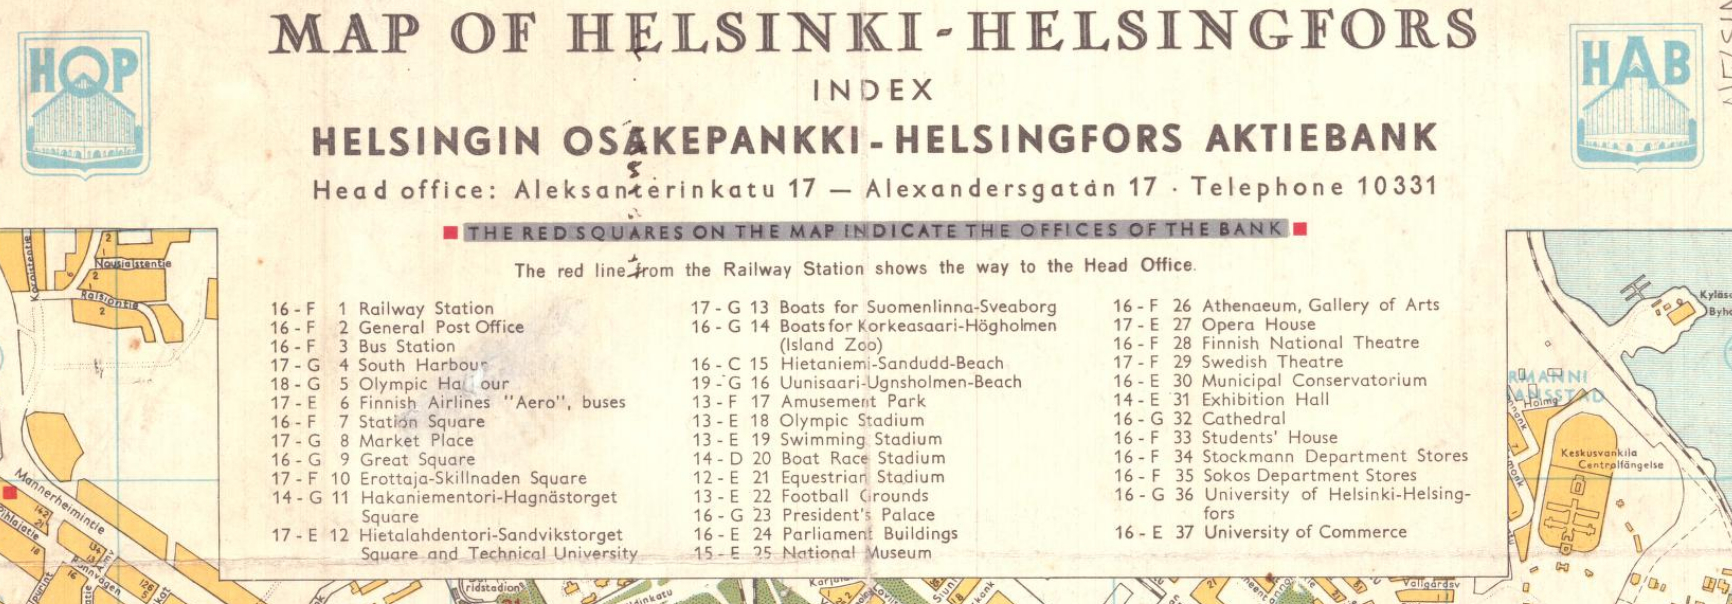 MAP OF HELSINKI-HELSINGFORS
HOP
HAB
INDEX
HELSINGIN OSAKEPANKKI - HELSINGFORS AKTIEBANK
Head office: Aleksanterinkatu 17 — Alexandersgatan 17 · Telephone 10331
THE RED SQUARES ON THE MAP INDICATE THE OFFICES OF THE BANK
The red line from the Railway Station shows the way to the Head Office.
16 - F 1 Railway Station
16 - F 2 General Post Office
16 - F 3 Bus Station
17 - G 4 South Harbour
18 - G 5 Olympic Harbour
17 - E 6 Finnish Airlines "Aero", buses
16 - F 7 Station Square
17 - G 8 Market Place
16 - G 9 Great Square
17 - F 10 Erottaja-Skillnaden Square
14 - G 11 Hakaniementori-Hagnästorget
Square
17 - E 12 Hietalahdentori-Sandvikstorget
Square and Technical University
17 - G 13 Boats for Suomenlinna-Sveaborg
16 - G 14 Boats for Korkeasaari-Högholmen
(Island Zoo)
16 - C 15 Hietaniemi-Sandudd-Beach
19 - G 16 Uunisaari-Ugnsholmen-Beach
13 - F 17 Amusement Park
13 - E 18 Olympic Stadium
13 - E 19 Swimming Stadium
14 - D 20 Boat Race Stadium
12 - E 21 Equestrian Stadium
13 - E 22 Football Grounds
16 - G 23 President's Palace
16 - E 24 Parliament Buildings
15 - E 25 National Museum
16 - F 26 Athenaeum, Gallery of Arts
17 - E 27 Opera House
16 - F 28 Finnish National Theatre
17 - F 29 Swedish Theatre
16 - E 30 Municipal Conservatorium
14 - E 31 Exhibition Hall
16 - G 32 Cathedral
16 - F 33 Students' House
16 - F 34 Stockmann Department Stores
16 - F 35 Sokos Department Stores
16 - G 36 University of Helsinki-Helsing-
fors
16 - E 37 University of Commerce
Nousiaistentie
Mannerheimintie
Keskusvankila
Centralfängelse
Vallgårdsv